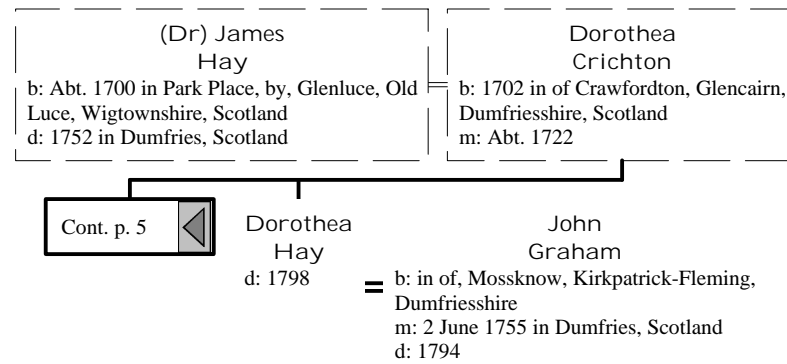 (Dr) James
Hay
b: Abt. 1700 in Park Place, by, Glenluce, Old
Luce, Wigtownshire, Scotland
d: 1752 in Dumfries, Scotland
=
Dorothea
Crichton
b: 1702 in of Crawfordton, Glencairn,
Dumfriesshire, Scotland
m: Abt. 1722
Cont. p. 5
Dorothea
Hay
d: 1798
=
John
Graham
b: in of, Mossknow, Kirkpatrick-Fleming,
Dumfriesshire
m: 2 June 1755 in Dumfries, Scotland
d: 1794